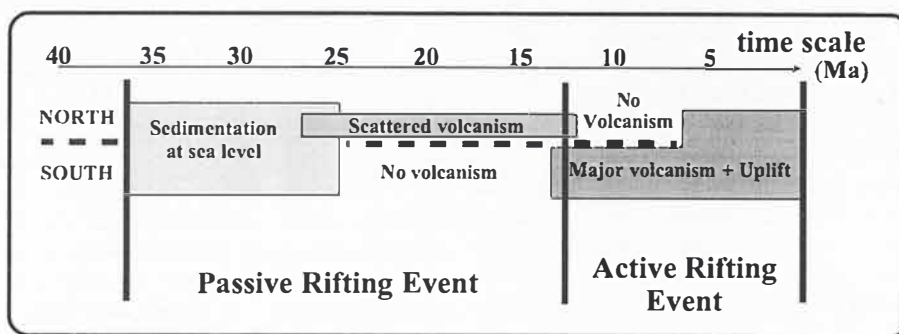 time scale
40 35 30 25 20 15 10 5 (Ma)
NORTH
SOUTH
Sedimentation
at sea level
Scattered volcanism
No volcanism
No
Volcanism
Major volcanism + Uplift
Passive Rifting Event
Active Rifting
Event